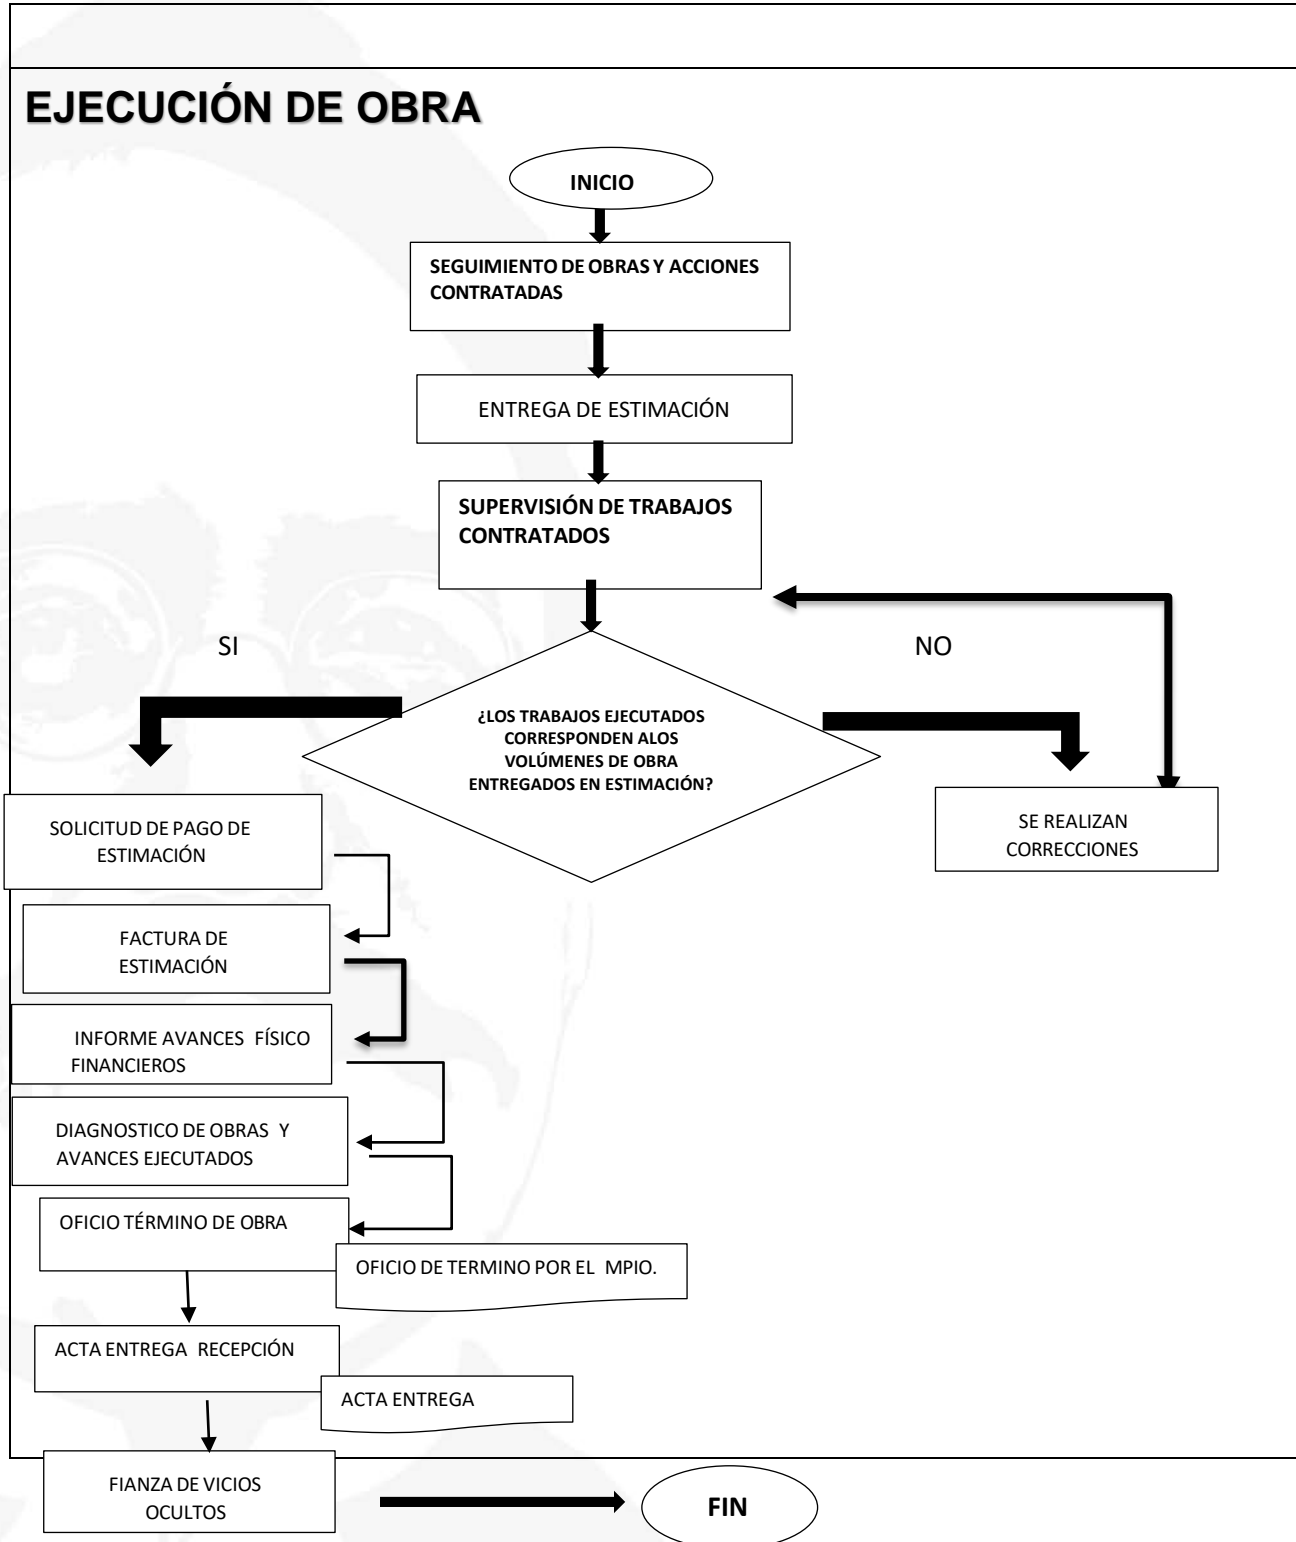 EJECUCIÓN DE OBRA
INICIO
SEGUIMIENTO DE OBRAS Y ACCIONES
CONTRATADAS
ENTREGA DE ESTIMACIÓN
SUPERVISIÓN DE TRABAJOS
CONTRATADOS
SI
NO
¿LOS TRABAJOS EJECUTADOS
CORRESPONDEN ALOS
VOLÚMENES DE OBRA
ENTREGADOS EN ESTIMACIÓN?
SE REALIZAN
CORRECCIONES
SOLICITUD DE PAGO DE
ESTIMACIÓN
FACTURA DE
ESTIMACIÓN
INFORME AVANCES FÍSICO
FINANCIEROS
DIAGNOSTICO DE OBRAS Y
AVANCES EJECUTADOS
OFICIO TÉRMINO DE OBRA
OFICIO DE TERMINO POR EL MPIO.
ACTA ENTREGA RECEPCIÓN
ACTA ENTREGA
FIANZA DE VICIOS
OCULTOS
FIN